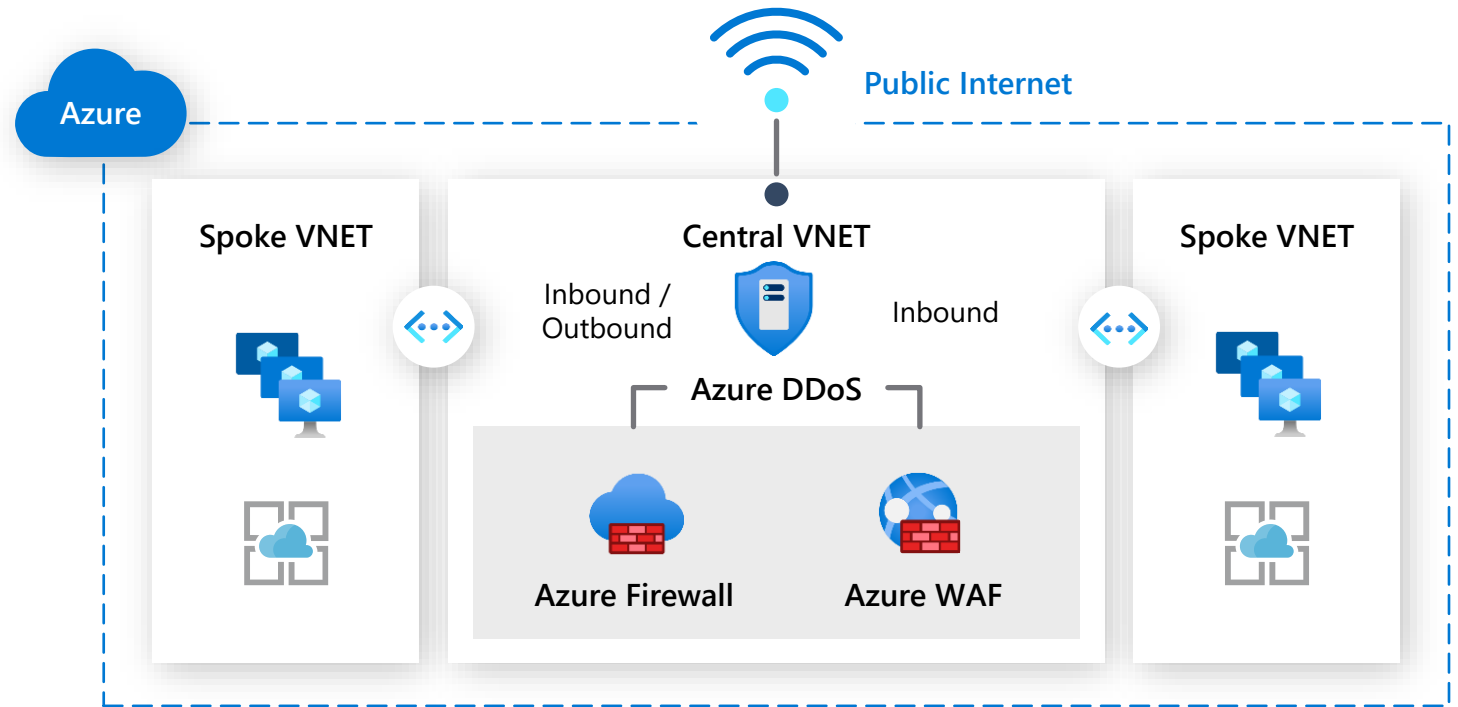 Public Internet
Azure
Spoke VNET
Central VNET
Spoke VNET
Inbound /
Outbound
Inbound
Azure DDoS
Azure Firewall
Azure WAF